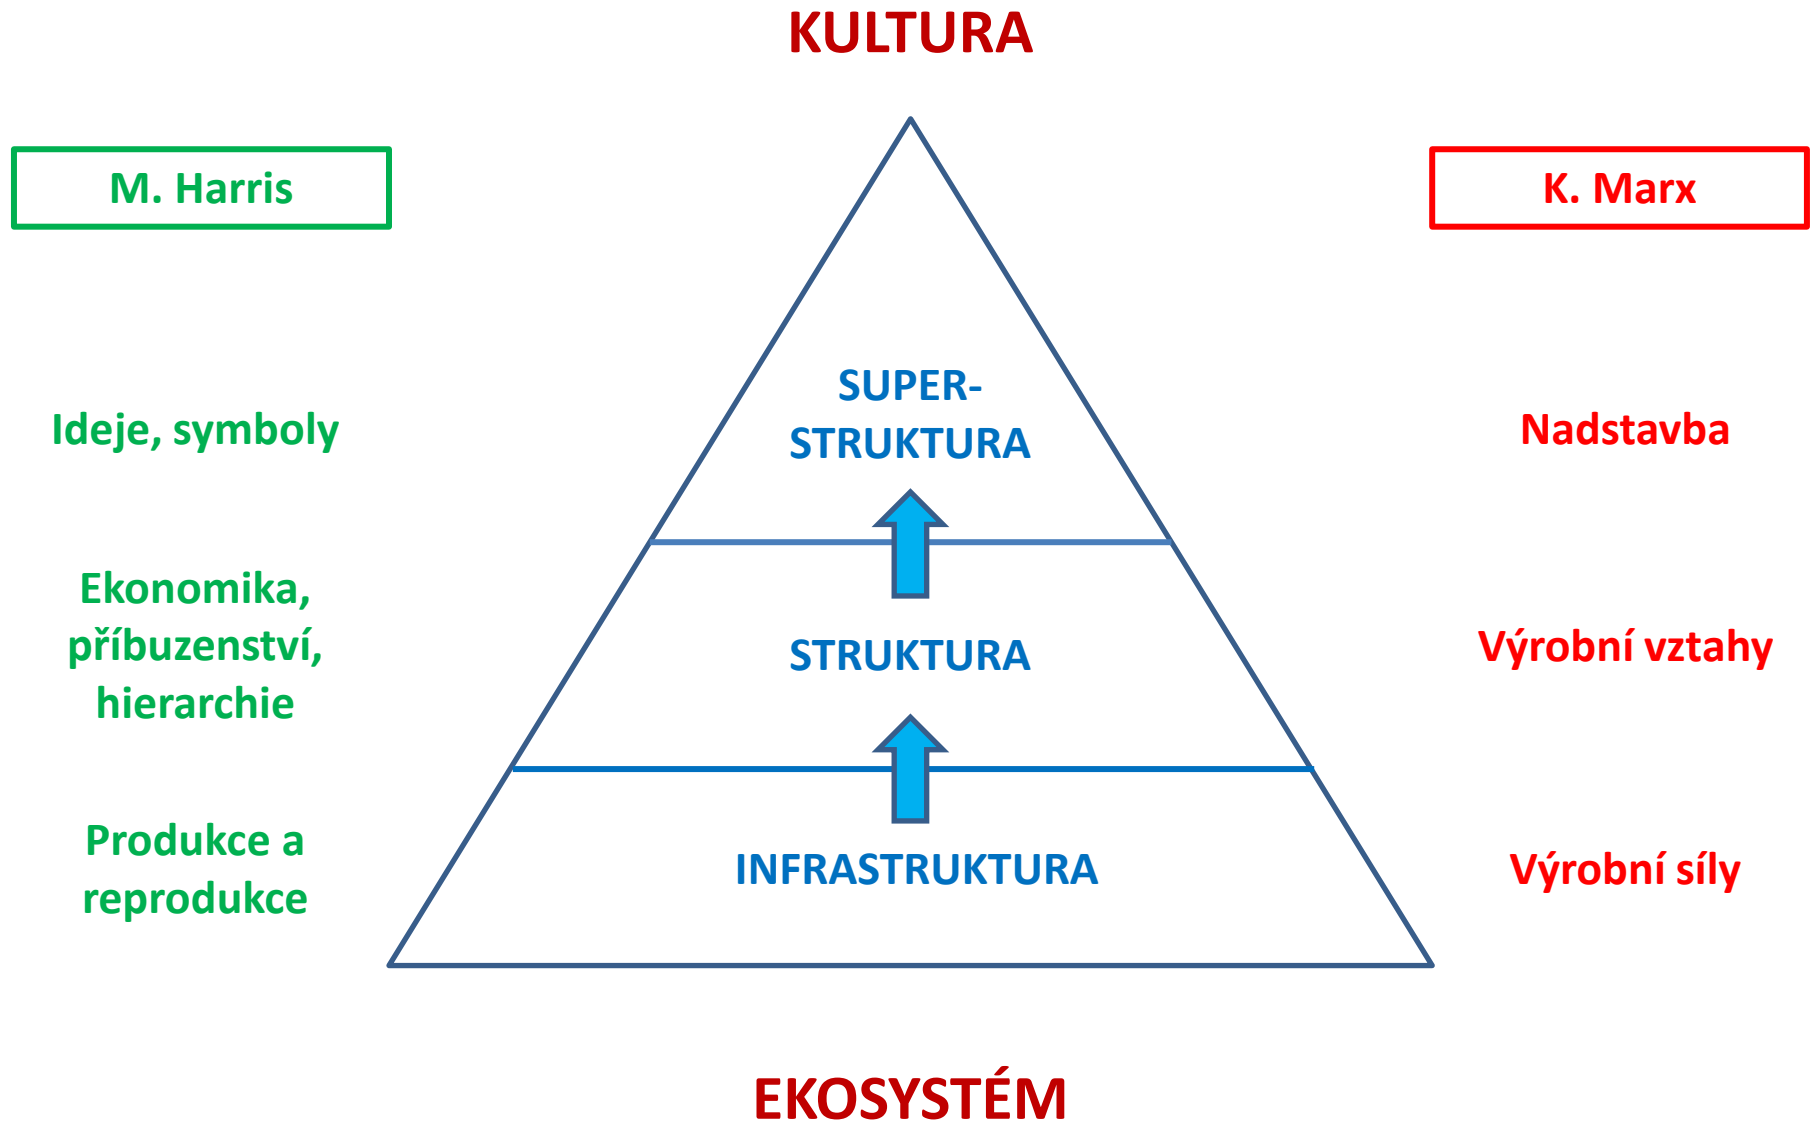 KULTURA
M. Harris
K. Marx
SUPER-
STRUKTURA
Ideje, symboly
Nadstavba
Ekonomika,
příbuzenství,
hierarchie
STRUKTURA
Výrobní vztahy
Produkce a
reprodukce
INFRASTRUKTURA
Výrobní síly
EKOSYSTÉM